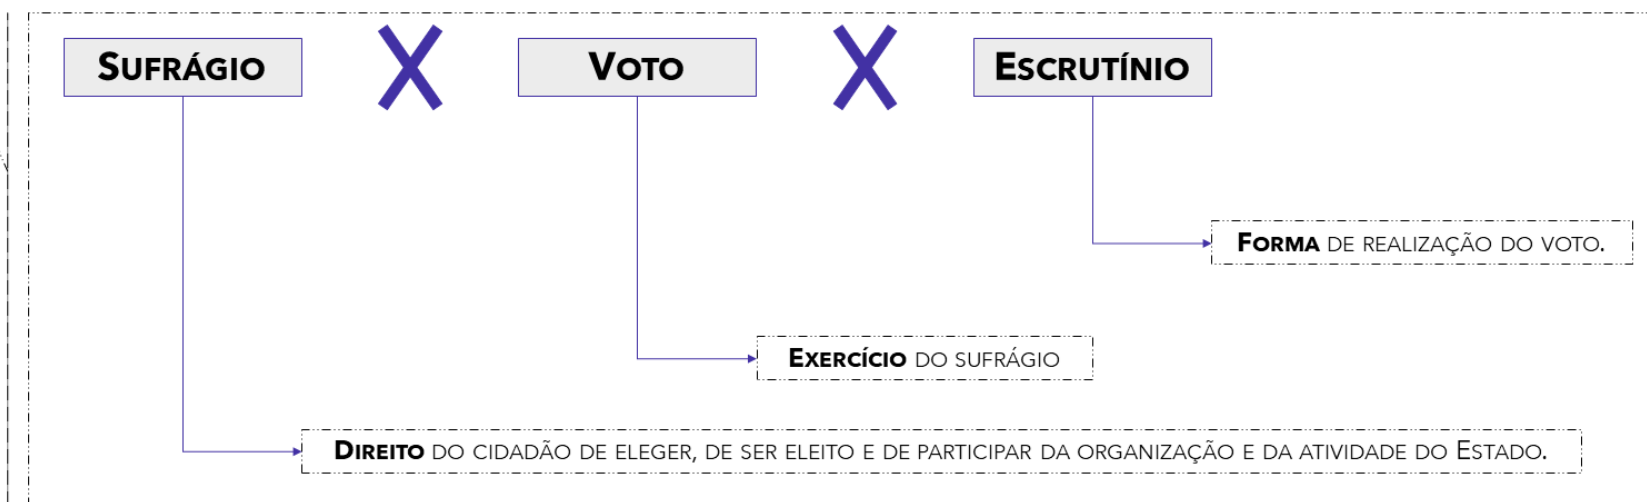 SUFRÁGIO X VOTO X ESCRUTÍNIO
FORMA DE REALIZAÇÃO DO VOTO.
EXERCÍCIO DO SUFRÁGIO
DIREITO DO CIDADÃO DE ELEGER, DE SER ELEITO E DE PARTICIPAR DA ORGANIZAÇÃO E DA ATIVIDADE DO ESTADO.